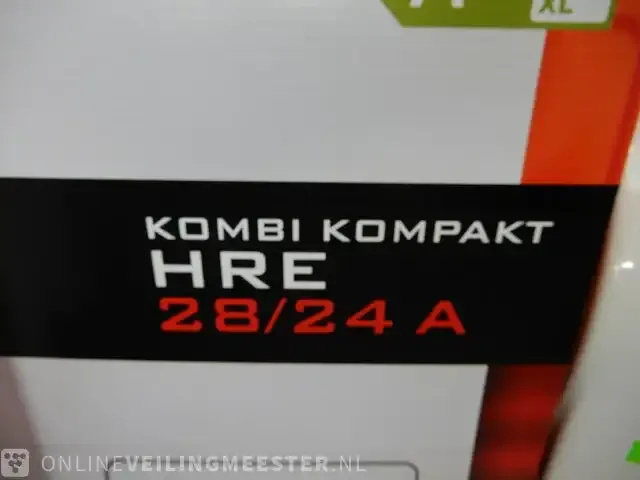 XL
KOMBI KOMPAKT
HRE
28/24 A
ONLINEVEILINGMEESTER.NL